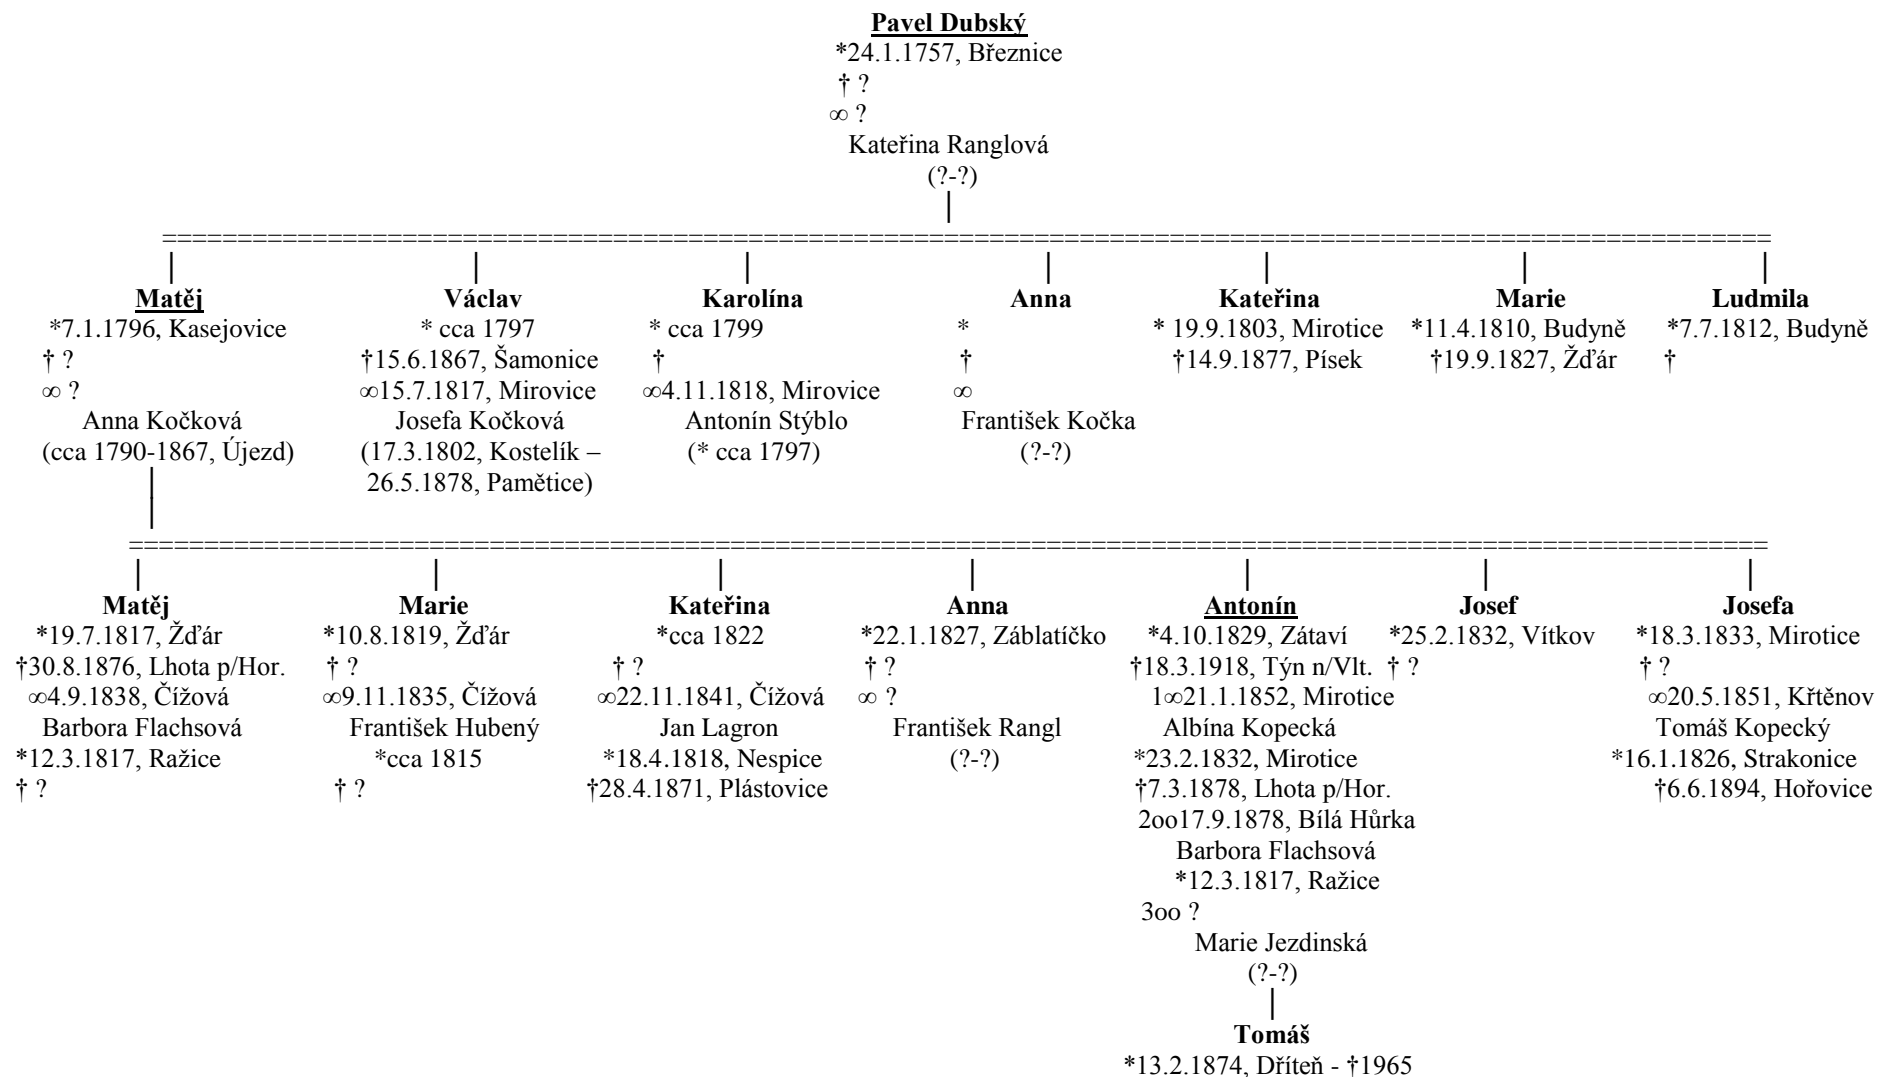 Pavel Dubský
*24.1.1757, Březnice
† ?
∞ ?
Kateřina Ranglová
(?-?)
Matěj
*7.1.1796, Kasejovice
† ?
∞ ?
Anna Kočková
(cca 1790-1867, Újezd)
Václav
* cca 1797
†15.6.1867, Šamonice
∞15.7.1817, Mirovice
Josefa Kočková
(17.3.1802, Kostelík –
26.5.1878, Pamětice)
Karolína
* cca 1799
†
∞4.11.1818, Mirovice
Antonín Stýblo
(* cca 1797)
Anna
*
†
∞
František Kočka
(?-?)
Kateřina
* 19.9.1803, Mirotice
†14.9.1877, Písek
Marie
*11.4.1810, Budyně
†19.9.1827, Žďár
Ludmila
*7.7.1812, Budyně
†
Matěj
*19.7.1817, Žďár
†30.8.1876, Lhota p/Hor.
∞4.9.1838, Čížová
Barbora Flachsová
*12.3.1817, Ražice
† ?
Marie
*10.8.1819, Žďár
† ?
∞9.11.1835, Čížová
František Hubený
*cca 1815
† ?
Kateřina
*cca 1822
† ?
∞22.11.1841, Čížová
Jan Lagron
*18.4.1818, Nespice
†28.4.1871, Plástovice
Anna
*22.1.1827, Záblatíčko
† ?
∞ ?
František Rangl
(?-?)
Antonín
*4.10.1829, Zátaví
†18.3.1918, Týn n/Vlt.
1∞21.1.1852, Mirotice
Albína Kopecká
*23.2.1832, Mirotice
†7.3.1878, Lhota p/Hor.
2oo17.9.1878, Bílá Hůrka
Barbora Flachsová
*12.3.1817, Ražice
3oo ?
Marie Jezdinská
(?-?)
Josef
*25.2.1832, Vítkov
† ?
Josefa
*18.3.1833, Mirotice
† ?
∞20.5.1851, Křtěnov
Tomáš Kopecký
*16.1.1826, Strakonice
†6.6.1894, Hořovice
Tomáš
*13.2.1874, Dříteň - †1965